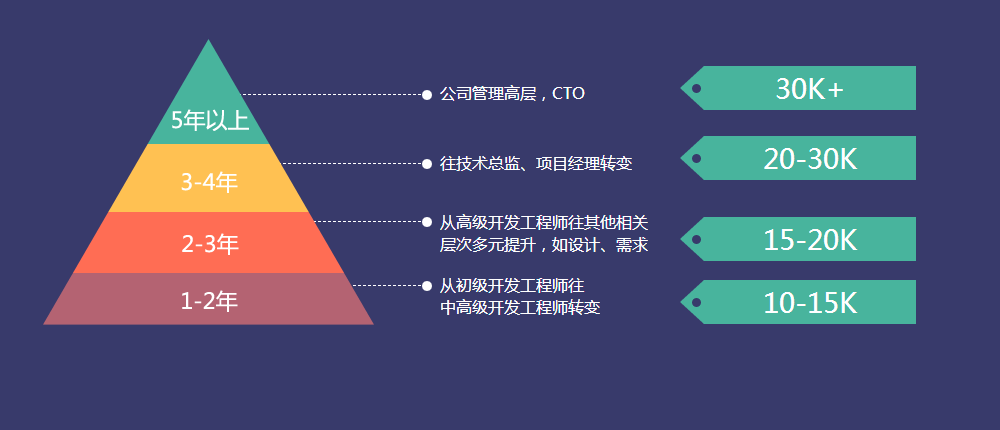 5年以上
公司管理高层，CTO
30K+
3-4年
往技术总监、项目经理转变
20-30K
2-3年
从高级开发工程师往其他相关
层次多元提升，如设计、需求
15-20K
1-2年
从初级开发工程师往
中高级开发工程师转变
10-15K